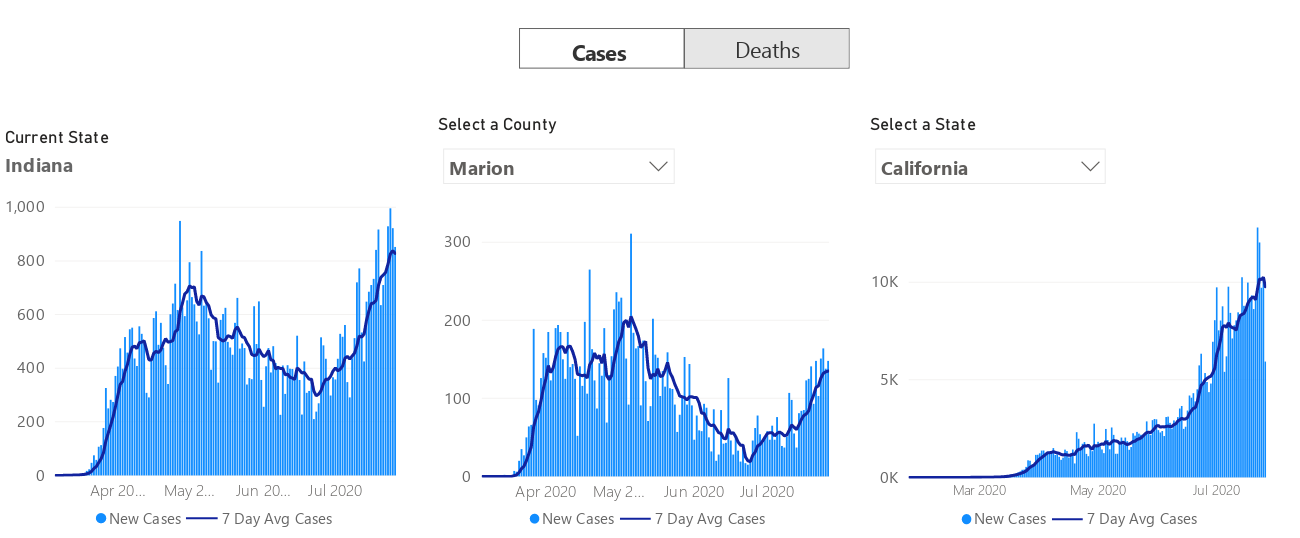 Cases Deaths
Current State
Indiana
1,000
800
600
400
200
0
Apr 20... May 2... Jun 20... Jul 2020
New Cases 7 Day Avg Cases
Select a County
Marion
300
200
100
0
Apr 2020 May 2... Jun 2020 Jul 2020
New Cases 7 Day Avg Cases
Select a State
California
10K
5K
0K
Mar 2020 May 2020 Jul 2020
New Cases 7 Day Avg Cases